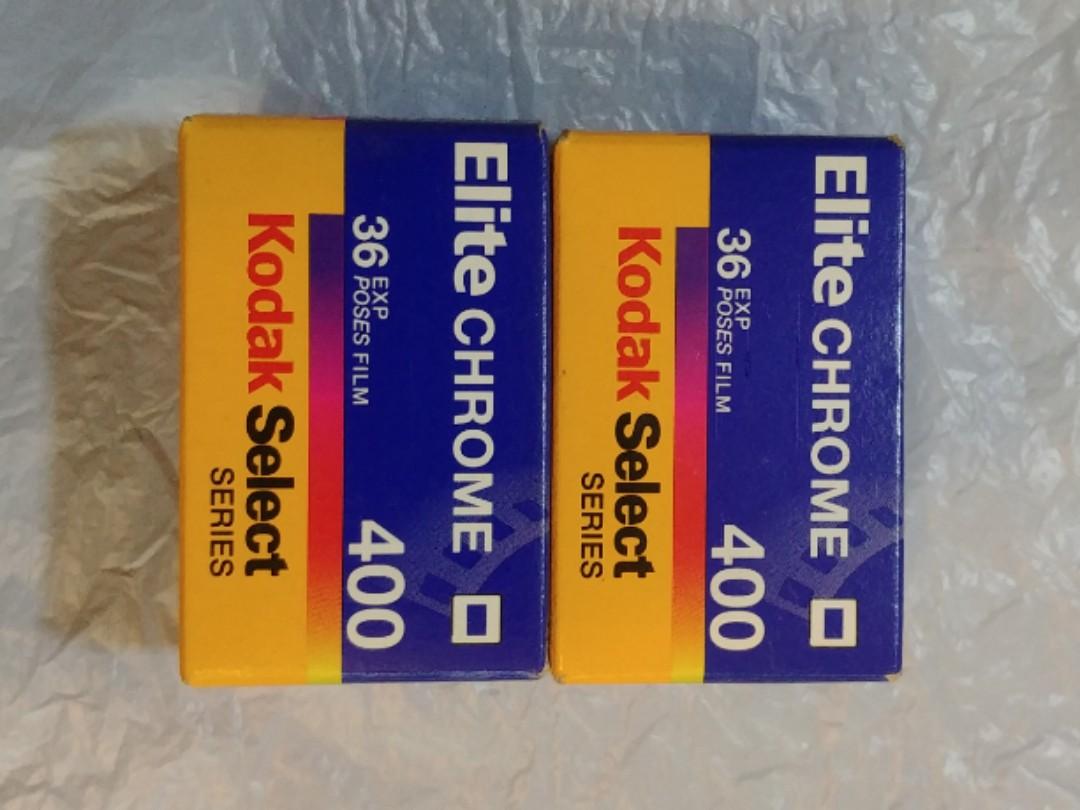 Elite CHROME
36 EXP
POSES FILM
400
Kodak Select
SERIES
Elite CHROME
36 EXP
POSES FILM
400
Kodak Select
SERIES